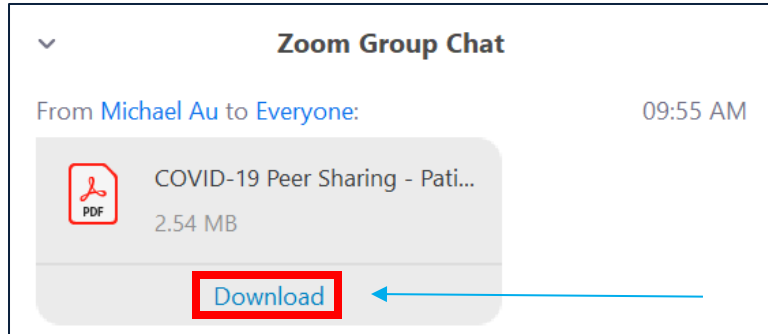 Zoom Group Chat
From Michael Au to Everyone: 09:55 AM
COVID-19 Peer Sharing - Pati...
PDF
2.54 MB
Download